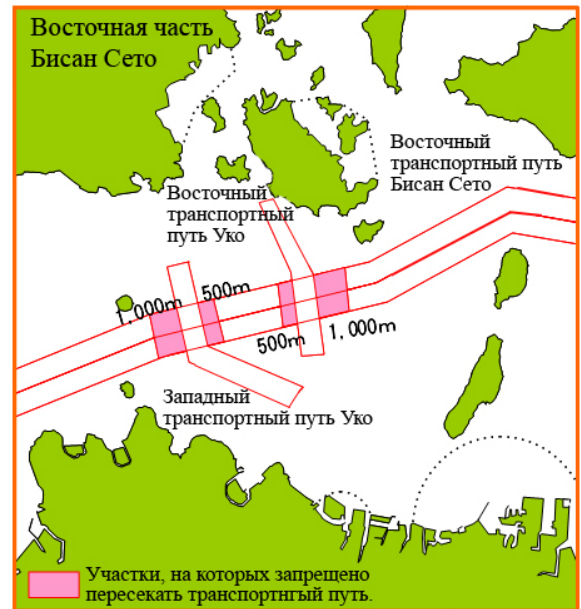 Восточная часть
Бисан Сето
Восточный
транспортный путь
Бисан Сето
Восточный
транспортный
путь Уко
1,000m
500m
500m
1,000m
Западный
транспортный путь Уко
Участки, на которых запрещено
пересекать транспортнгый путь.